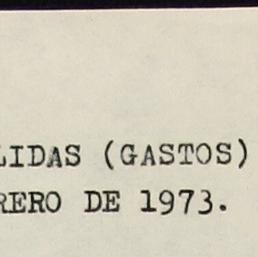 LIDAS (GASTOS)
RERO DE 1973.